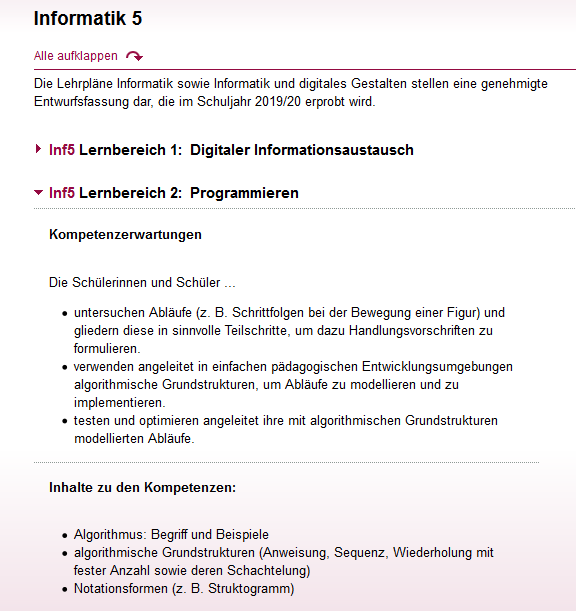 Informatik 5
Alle aufklappen
Die Lehrpläne Informatik sowie Informatik und digitales Gestalten stellen eine genehmigte
Entwurfsfassung dar, die im Schuljahr 2019/20 erprobt wird.
Inf5 Lernbereich 1: Digitaler Informationsaustausch
Inf5 Lernbereich 2: Programmieren
Kompetenzerwartungen
Die Schülerinnen und Schüler ...
• untersuchen Abläufe (z. B. Schrittfolgen bei der Bewegung einer Figur) und
gliedern diese in sinnvolle Teilschritte, um dazu Handlungsvorschriften zu
formulieren.
• verwenden angeleitet in einfachen pädagogischen Entwicklungsumgebungen
algorithmische Grundstrukturen, um Abläufe zu modellieren und zu
implementieren.
• testen und optimieren angeleitet ihre mit algorithmischen Grundstrukturen
modellierten Abläufe.
Inhalte zu den Kompetenzen:
• Algorithmus: Begriff und Beispiele
• algorithmische Grundstrukturen (Anweisung, Sequenz, Wiederholung mit
fester Anzahl sowie deren Schachtelung)
• Notationsformen (z. B. Struktogramm)